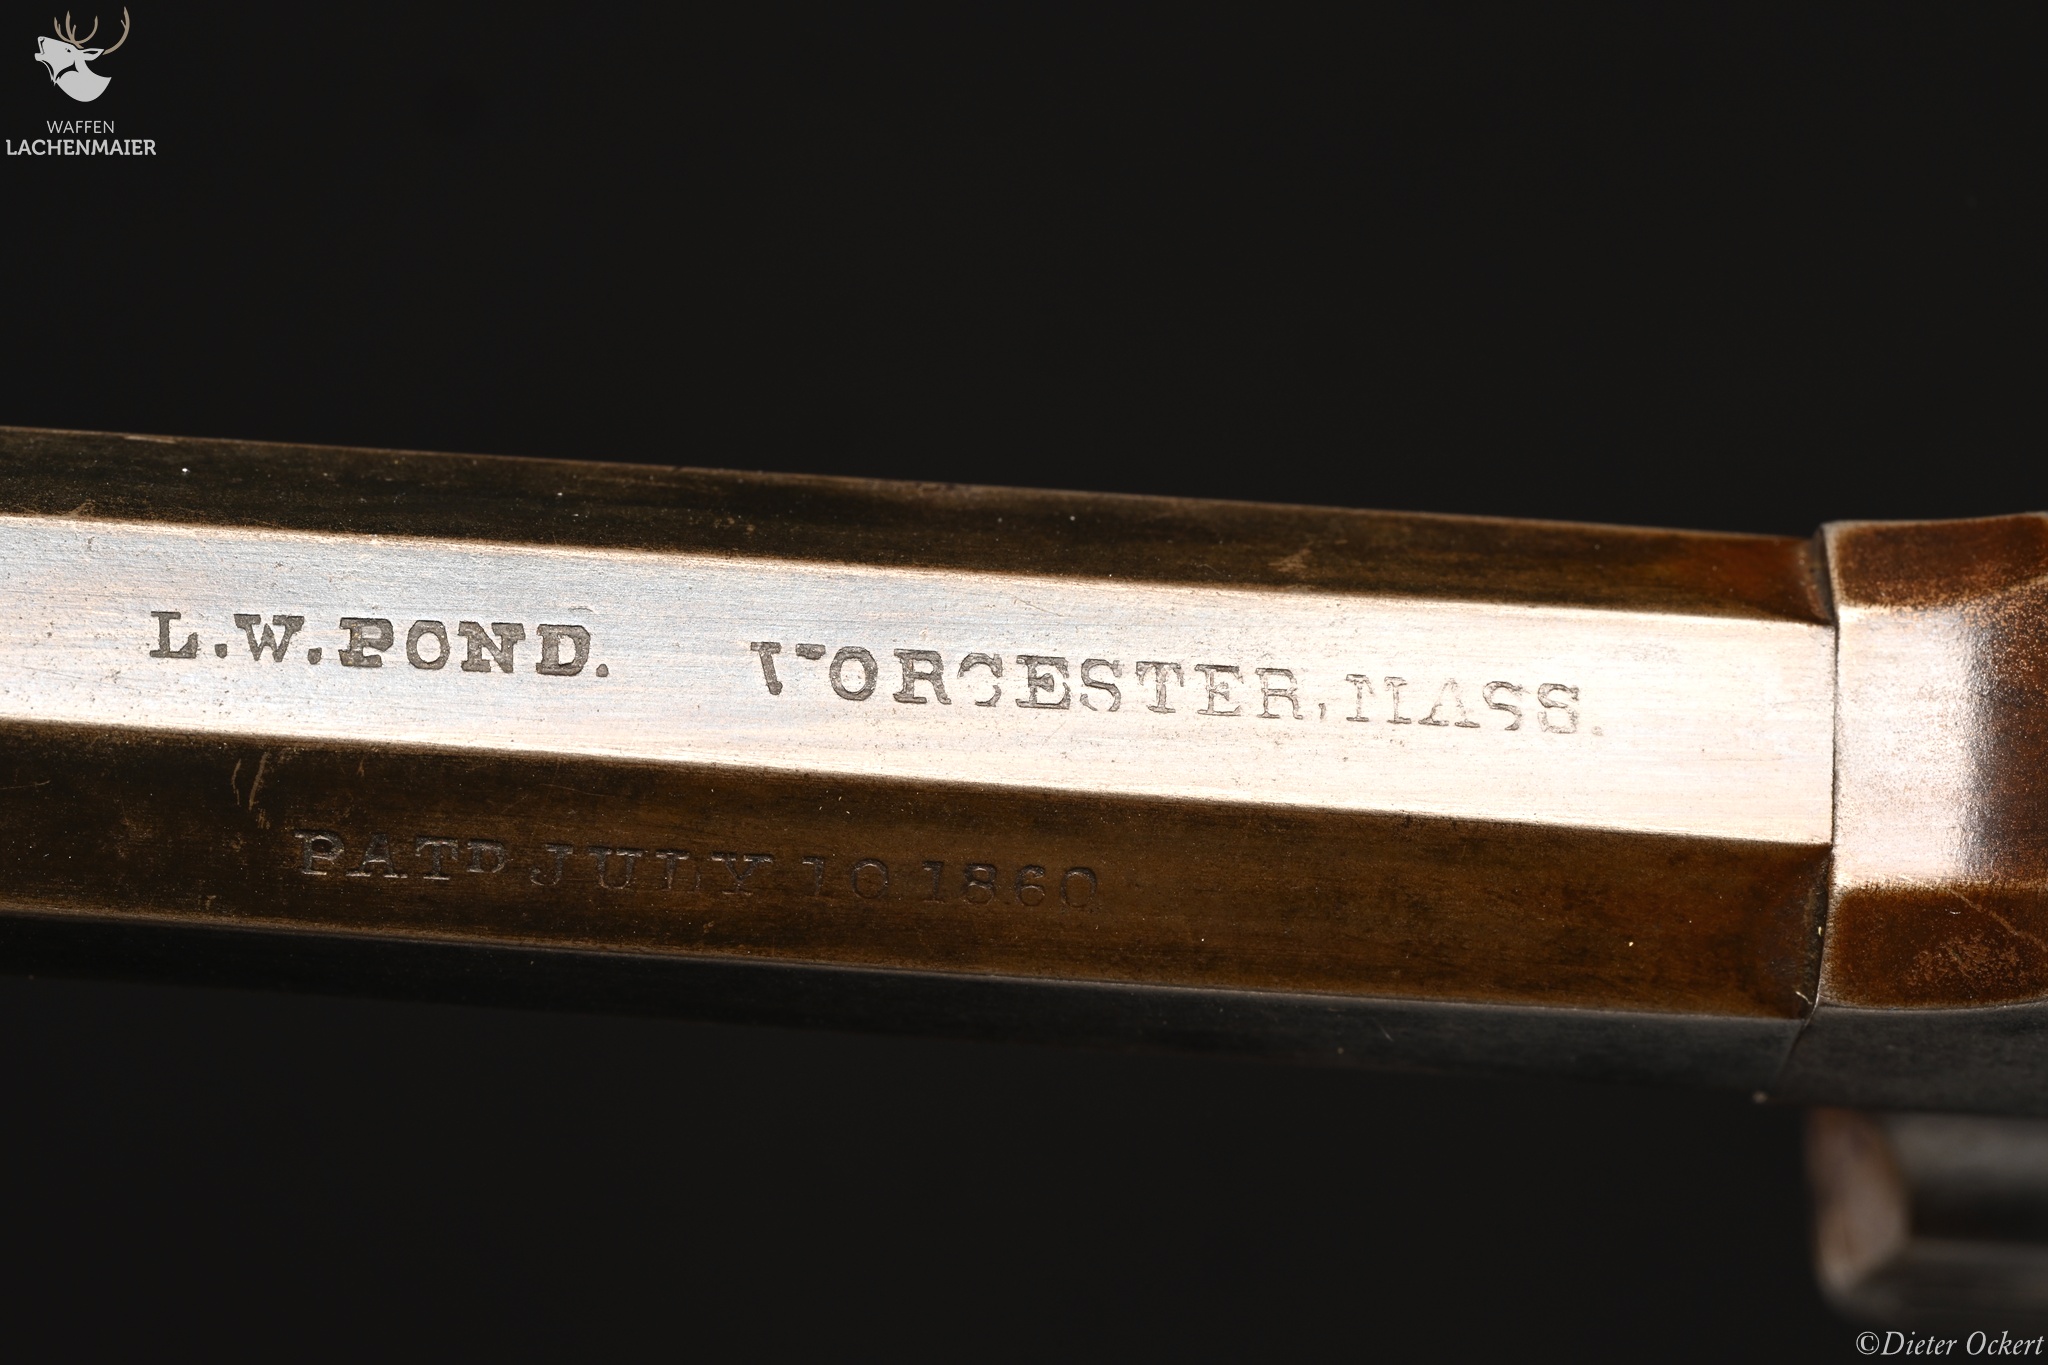 WAFFEN
LACHENMAIER
L.W.POND. WORCESTER, MASS.
PATD JULY 10 1860
©Dieter Ockert